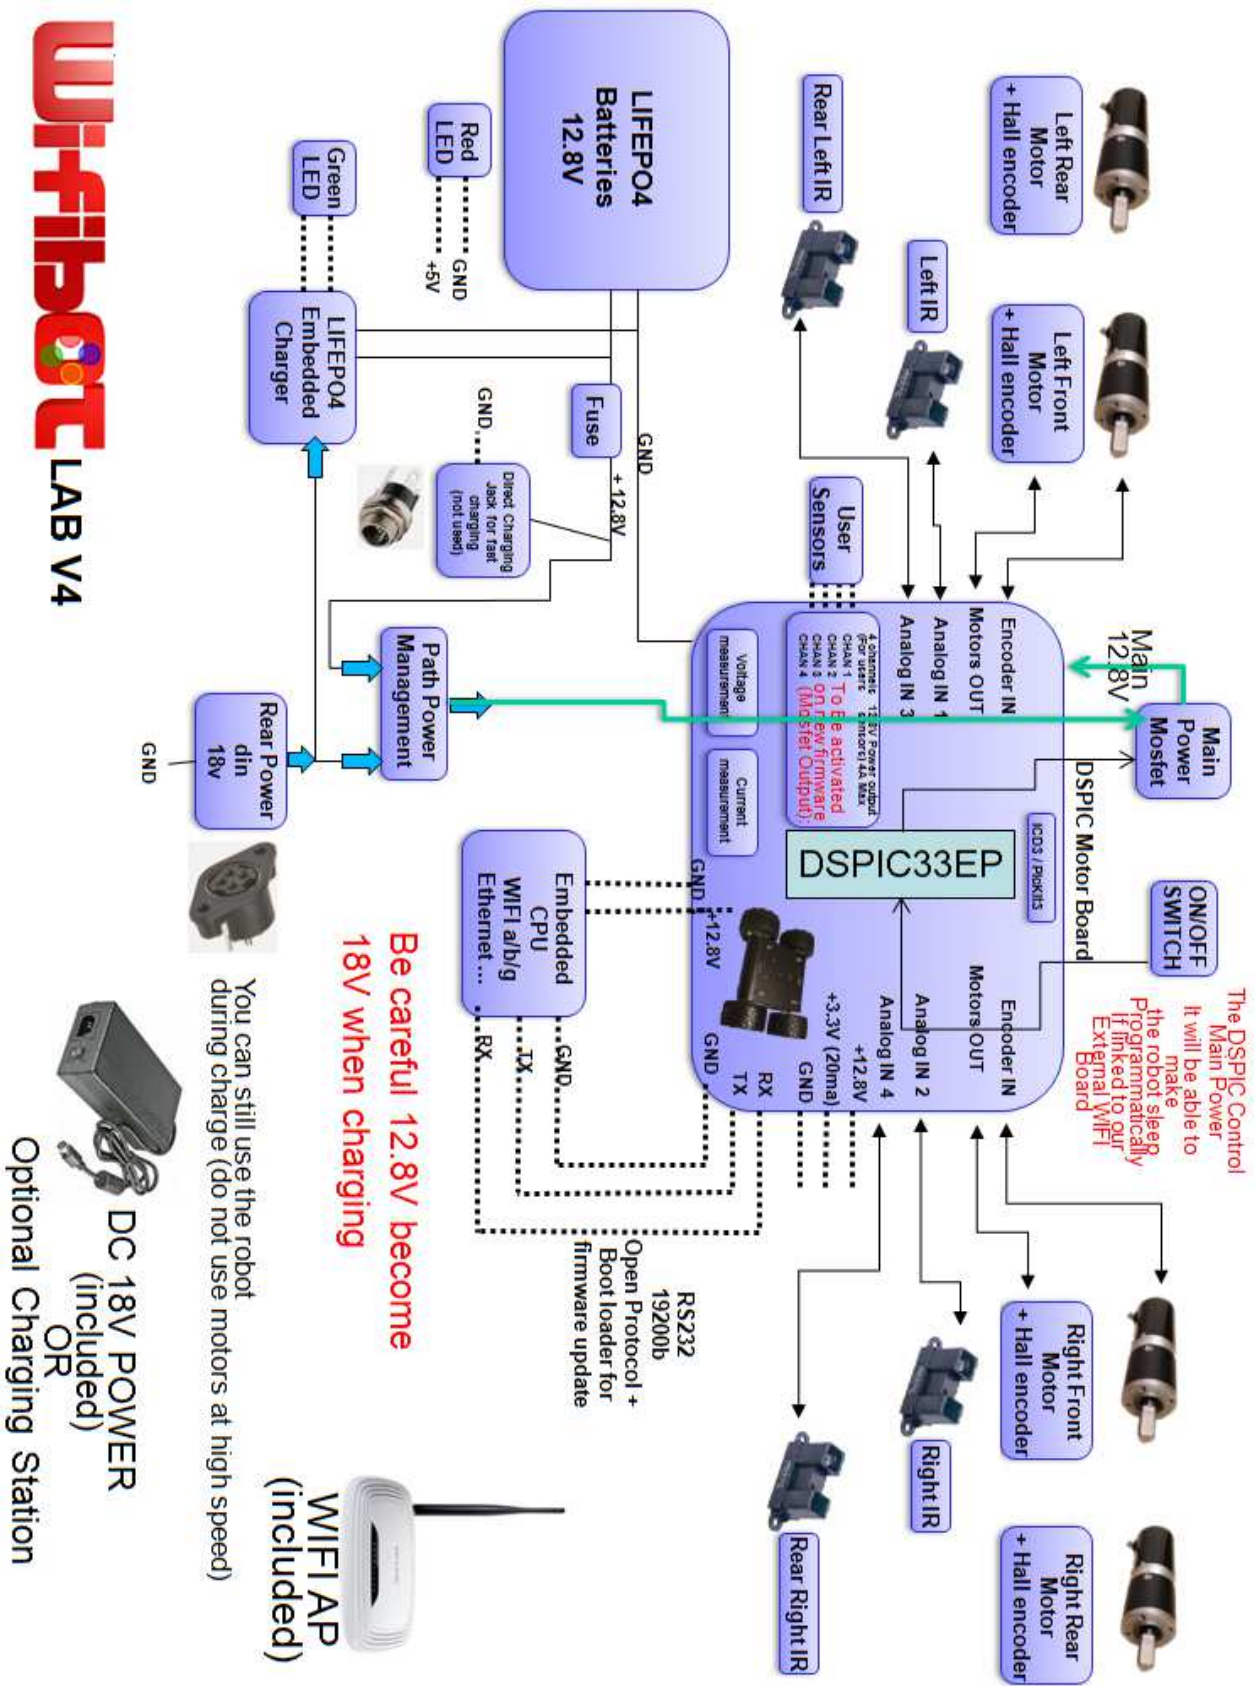 Left Rear
Motor
+ Hall encoder
Left Front
Motor
+ Hall encoder
Main
Power
Mosfet
ON/OFF
SWITCH
The DSPIC Control
Main Power
It will be able to
make
the robot sleep
Programmatically
If linked to our
External WIFI
Board
Right Front
Motor
+ Hall encoder
Right Rear
Motor
+ Hall encoder
Main
12.8V
DSPIC Motor Board
Rear Left IR
Left IR
Encoder IN
Motors OUT
Analog IN 1
Analog IN 3
ICD3 / PicKit3
DSPIC33EP
Encoder IN
Motors OUT
Analog IN 2
Analog IN 4
+12.8V
+3.3V (20ma)
GND
RX
TX
GND
Right IR
Rear Right IR
User
Sensors
4 channels 12.8V Power output
(For users sensors) 4A Max
CHAN 1
CHAN 2
CHAN 3
CHAN 4
To Be activated
on new firmware
(Mosfet Output);
Voltage
measurement
Current
measurement
GND
+12.8V
LIFEPO4
Batteries
12.8V
GND
+ 12.8V
Fuse
Red
LED
GND
+5V
Green
LED
LIFEPO4
Embedded
Charger
GND
Direct Charging
Jack for fast
charging
(not used)
Path Power
Management
Rear Power
din
18v
GND
Embedded
CPU
WIFI a/b/g
Ethernet ...
GND
TX
RX
RS232
19200b
Open Protocol +
Boot loader for
firmware update
Be careful 12.8V become
18V when charging
You can still use the robot
during charge (do not use motors at high speed)
DC 18V POWER
(included)
OR
Optional Charging Station
WIFI AP
(included)
Wifibot LAB V4